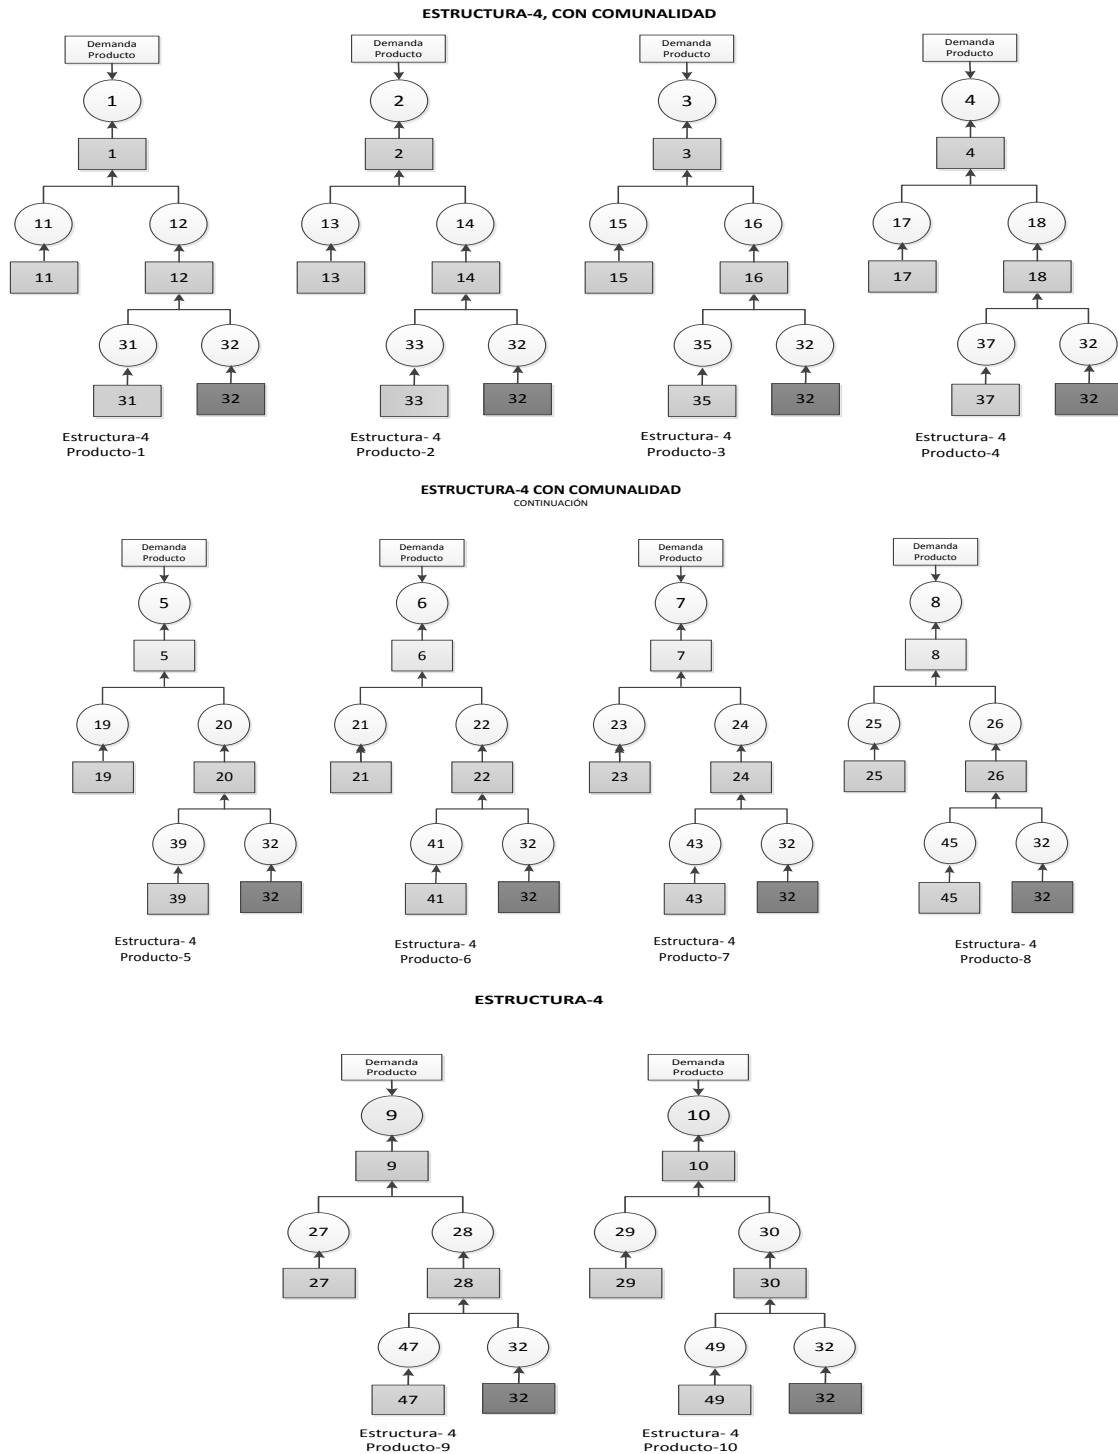 ESTRUCTURA-4, CON COMUNALIDAD
Demanda Producto
Demanda Producto
Demanda Producto
Demanda Producto
1 2 3 4
1 2 3 4
11 12 13 14 15 16 17 18
11 12 13 14 15 16 17 18
31 32 33 32 35 32 37 32
31 32 33 32 35 32 37 32
Estructura-4 Estructura- 4 Estructura- 4 Estructura- 4
Producto-1 Producto-2 Producto-3 Producto-4
ESTRUCTURA-4 CON COMUNALIDAD
CONTINUACIÓN
Demanda Producto
Demanda Producto
Demanda Producto
Demanda Producto
5 6 7 8
5 6 7 8
19 20 21 22 23 24 25 26
19 20 21 22 23 24 25 26
39 32 41 32 43 32 45 32
39 32 41 32 43 32 45 32
Estructura- 4 Estructura- 4 Estructura- 4 Estructura- 4
Producto-5 Producto-6 Producto-7 Producto-8
ESTRUCTURA-4
Demanda Producto
Demanda Producto
9 10
9 10
27 28 29 30
27 28 29 30
47 32 49 32
47 32 49 32
Estructura- 4 Estructura- 4
Producto-9 Producto-10